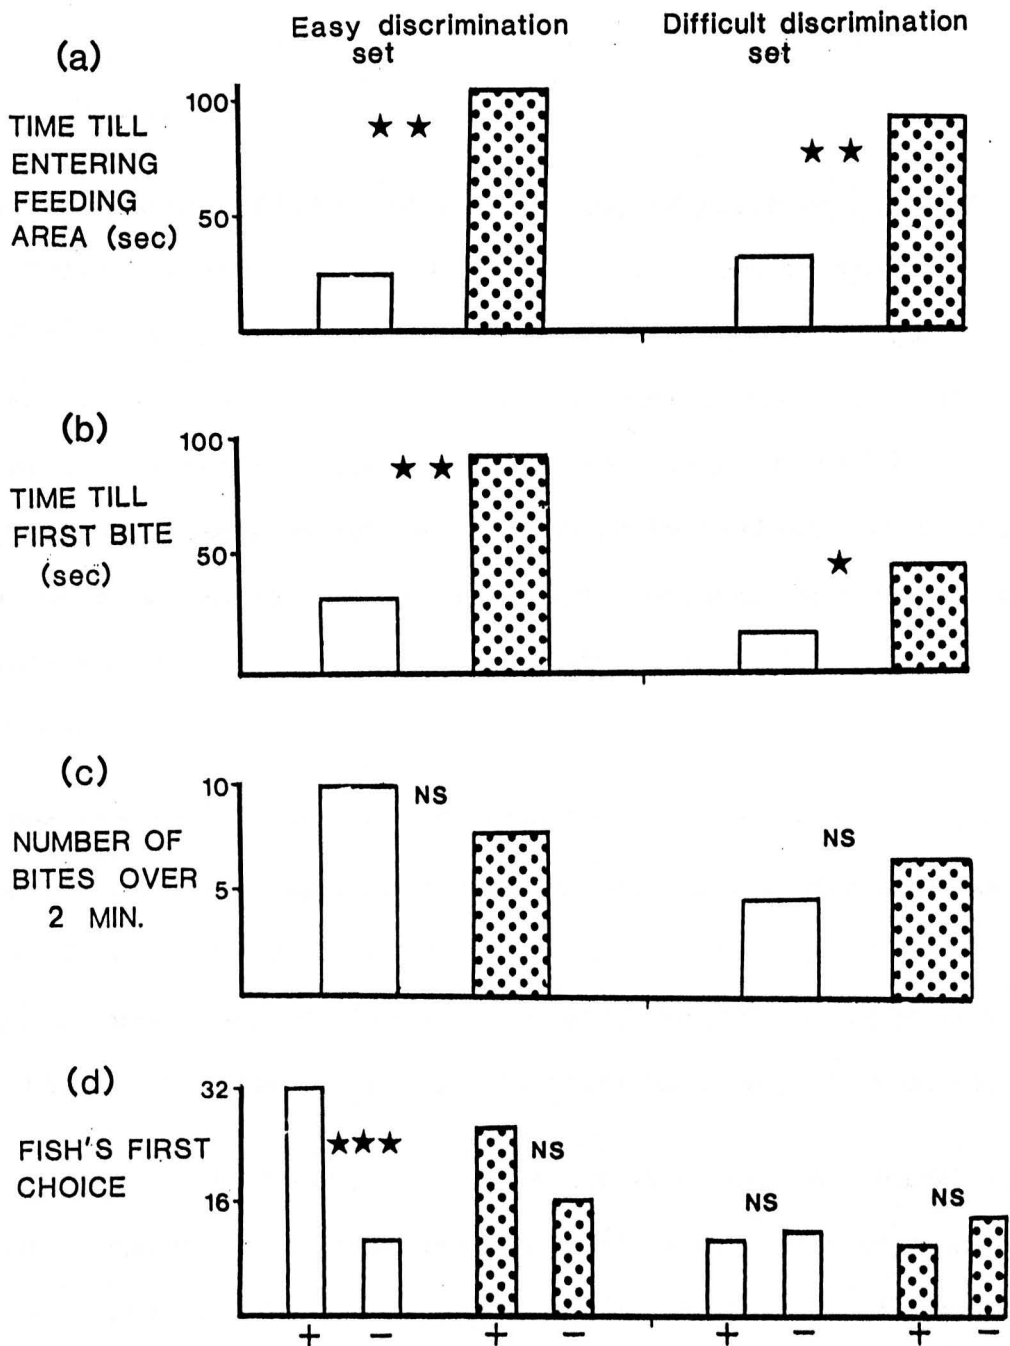 Easy discrimination
set
Difficult discrimination
set
(a)
TIME TILL
ENTERING
FEEDING
AREA (sec)
100
50
★ ★
★ ★
(b)
TIME TILL
FIRST BITE
(sec)
100
50
★ ★
★
(c)
NUMBER OF
BITES OVER
2 MIN.
10
5
NS
NS
(d)
FISH'S FIRST
CHOICE
32
16
★★★
NS
NS
NS
+ − + − + − + −